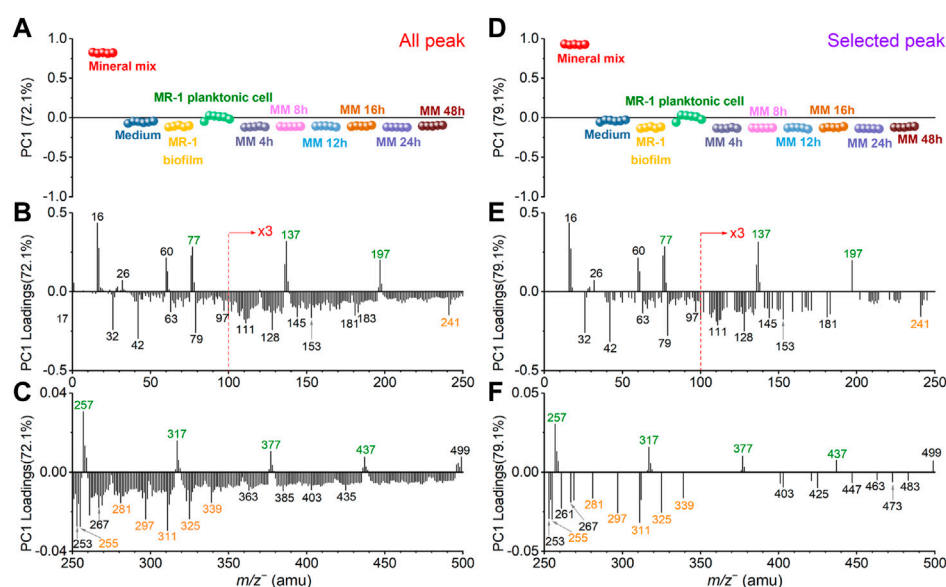 A
All peak
PC1 (72.1%)
1.0
0.5
0.0
-0.5
-1.0
Mineral mix
MR-1 planktonic cell
MM 8h
MM 16h
MM 48h
Medium
MR-1
biofilm
MM 4h
MM 12h
MM 24h
B
PC1 Loadings(72.1%)
0.5
0.0
-0.5
x3
16
26
60
77
137
197
17
32
42
63
79
97
111
128
145
153
181
183
241
0
50
100
150
200
250
C
PC1 Loadings(72.1%)
0.04
0.00
-0.04
257
317
377
437
499
253
255
267
281
297
311
325
339
363
385
403
435
250
300
350
400
450
500
m/z⁻ (amu)
D
Selected peak
PC1 (79.1%)
1.0
0.5
0.0
-0.5
-1.0
Mineral mix
MR-1 planktonic cell
MM 8h
MM 16h
Medium
MR-1
biofilm
MM 4h
MM 12h
MM 24h
MM 48h
E
PC1 Loadings(79.1%)
0.5
0.0
-0.5
x3
16
26
60
77
137
197
32
42
63
79
97
111
128
145
153
181
241
0
50
100
150
200
250
F
PC1 Loadings(79.1%)
0.05
0.00
-0.05
257
317
377
437
499
253
255
261
267
281
297
311
325
339
403
425
447
463
473
483
250
300
350
400
450
500
m/z⁻ (amu)